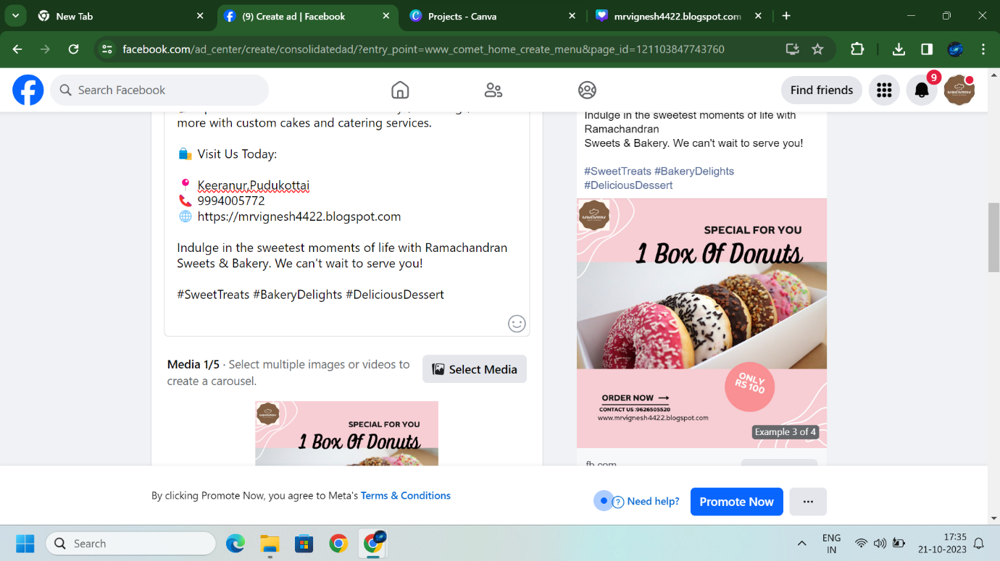 New Tab
(9) Create ad | Facebook
Projects - Canva
mrvignesh4422.blogspot.com
facebook.com/ad_center/create/consolidatedad/?entry_point=www_comet_home_create_menu&page_id=121103847743760
Search Facebook
Find friends
9
more with custom cakes and catering services.
Visit Us Today:
Keeranur,Pudukottai
9994005772
https://mrvignesh4422.blogspot.com
Indulge in the sweetest moments of life with Ramachandran
Sweets & Bakery. We can't wait to serve you!
#SweetTreats #BakeryDelights #DeliciousDessert
Media 1/5 · Select multiple images or videos to
create a carousel.
Select Media
SPECIAL FOR YOU
1 Box Of Donuts
Indulge in the sweetest moments of life with
Ramachandran
Sweets & Bakery. We can't wait to serve you!
#SweetTreats #BakeryDelights
#DeliciousDessert
SPECIAL FOR YOU
1 Box Of Donuts
ONLY
RS 100
ORDER NOW
CONTACT US :9626505520
www.mrvignesh4422.blogspot.com
Example 3 of 4
fb.com
By clicking Promote Now, you agree to Meta's Terms & Conditions
Need help?
Promote Now
Search
ENG
IN
17:35
21-10-2023